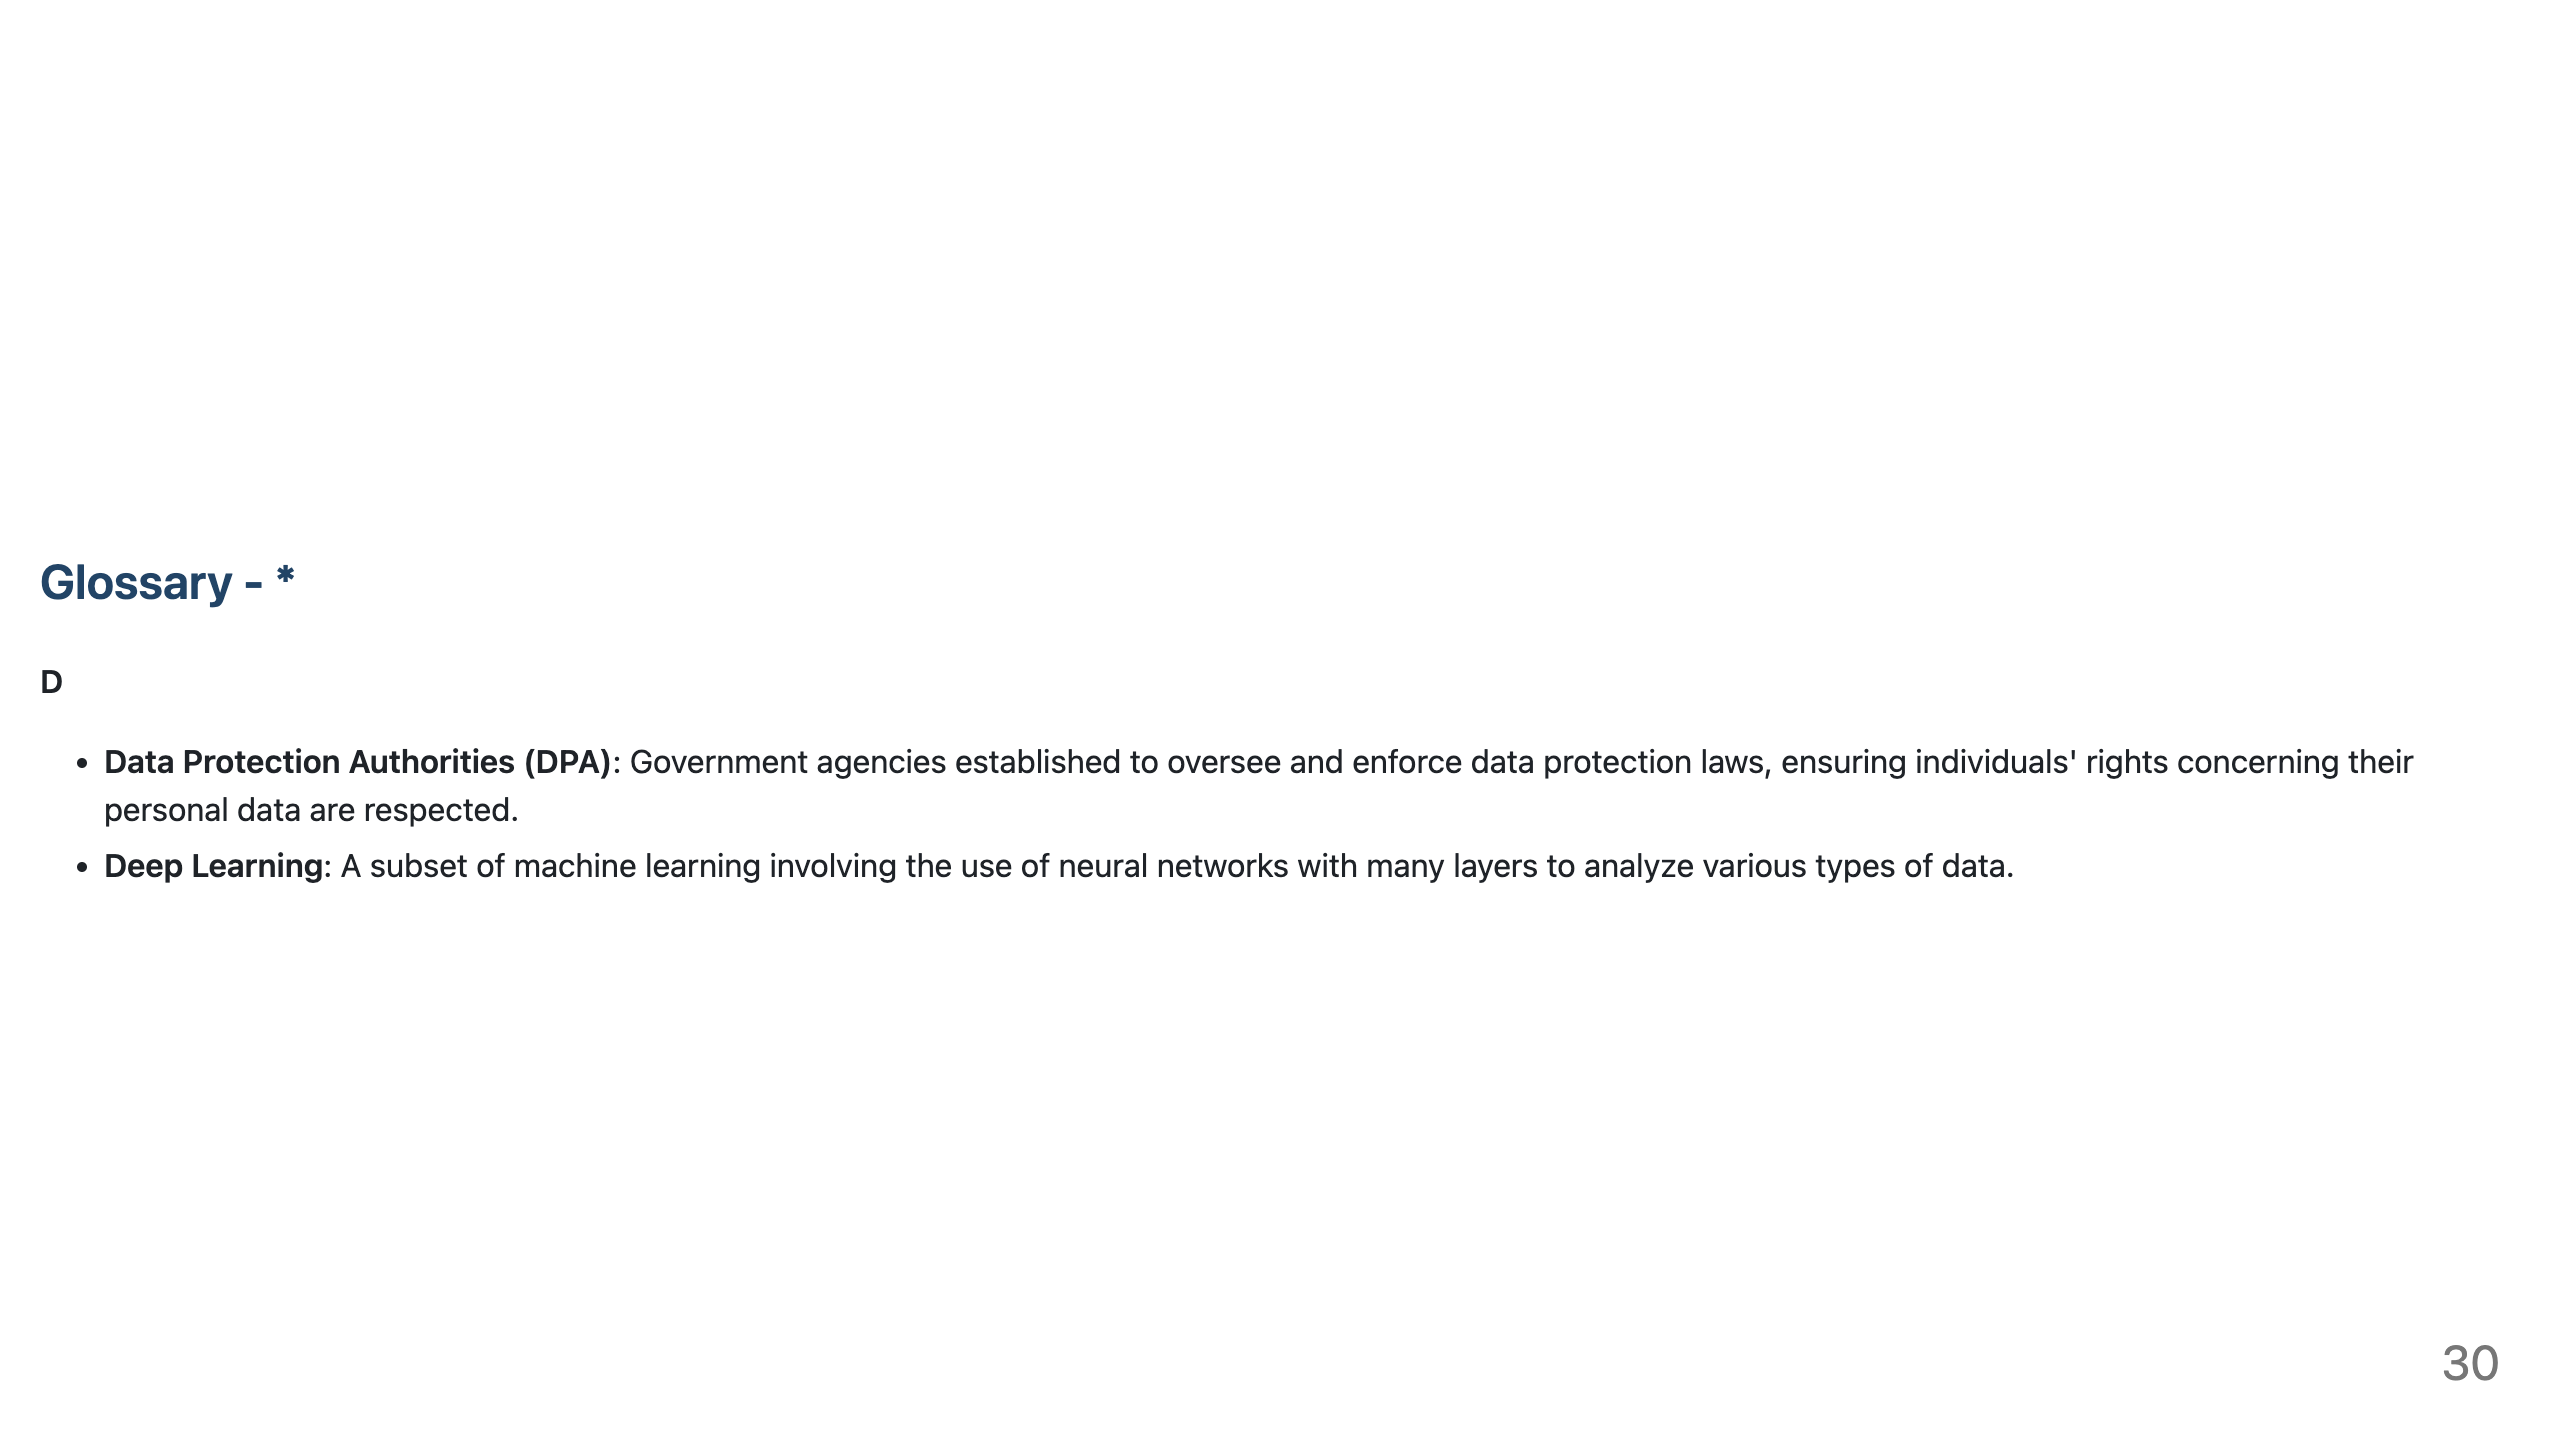 Glossary - *
D
• Data Protection Authorities (DPA): Government agencies established to oversee and enforce data protection laws, ensuring individuals' rights concerning their
personal data are respected.
• Deep Learning: A subset of machine learning involving the use of neural networks with many layers to analyze various types of data.
30